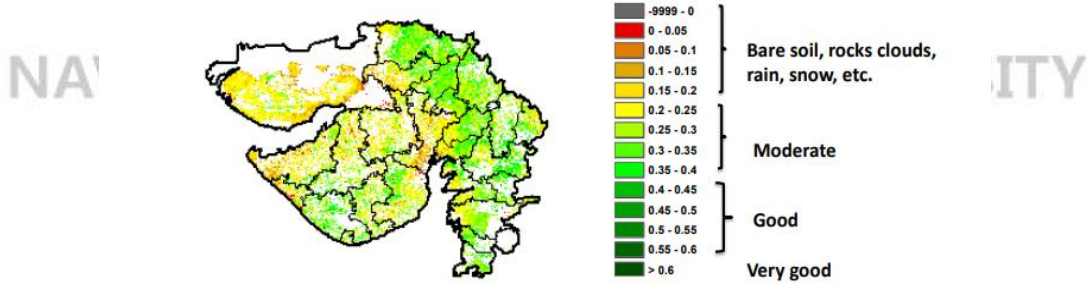 NAV
ITY
-9999 - 0
0 - 0.05
0.05 - 0.1
0.1 - 0.15
0.15 - 0.2
0.2 - 0.25
0.25 - 0.3
0.3 - 0.35
0.35 - 0.4
0.4 - 0.45
0.45 - 0.5
0.5 - 0.55
0.55 - 0.6
> 0.6
Bare soil, rocks clouds,
rain, snow, etc.
Moderate
Good
Very good